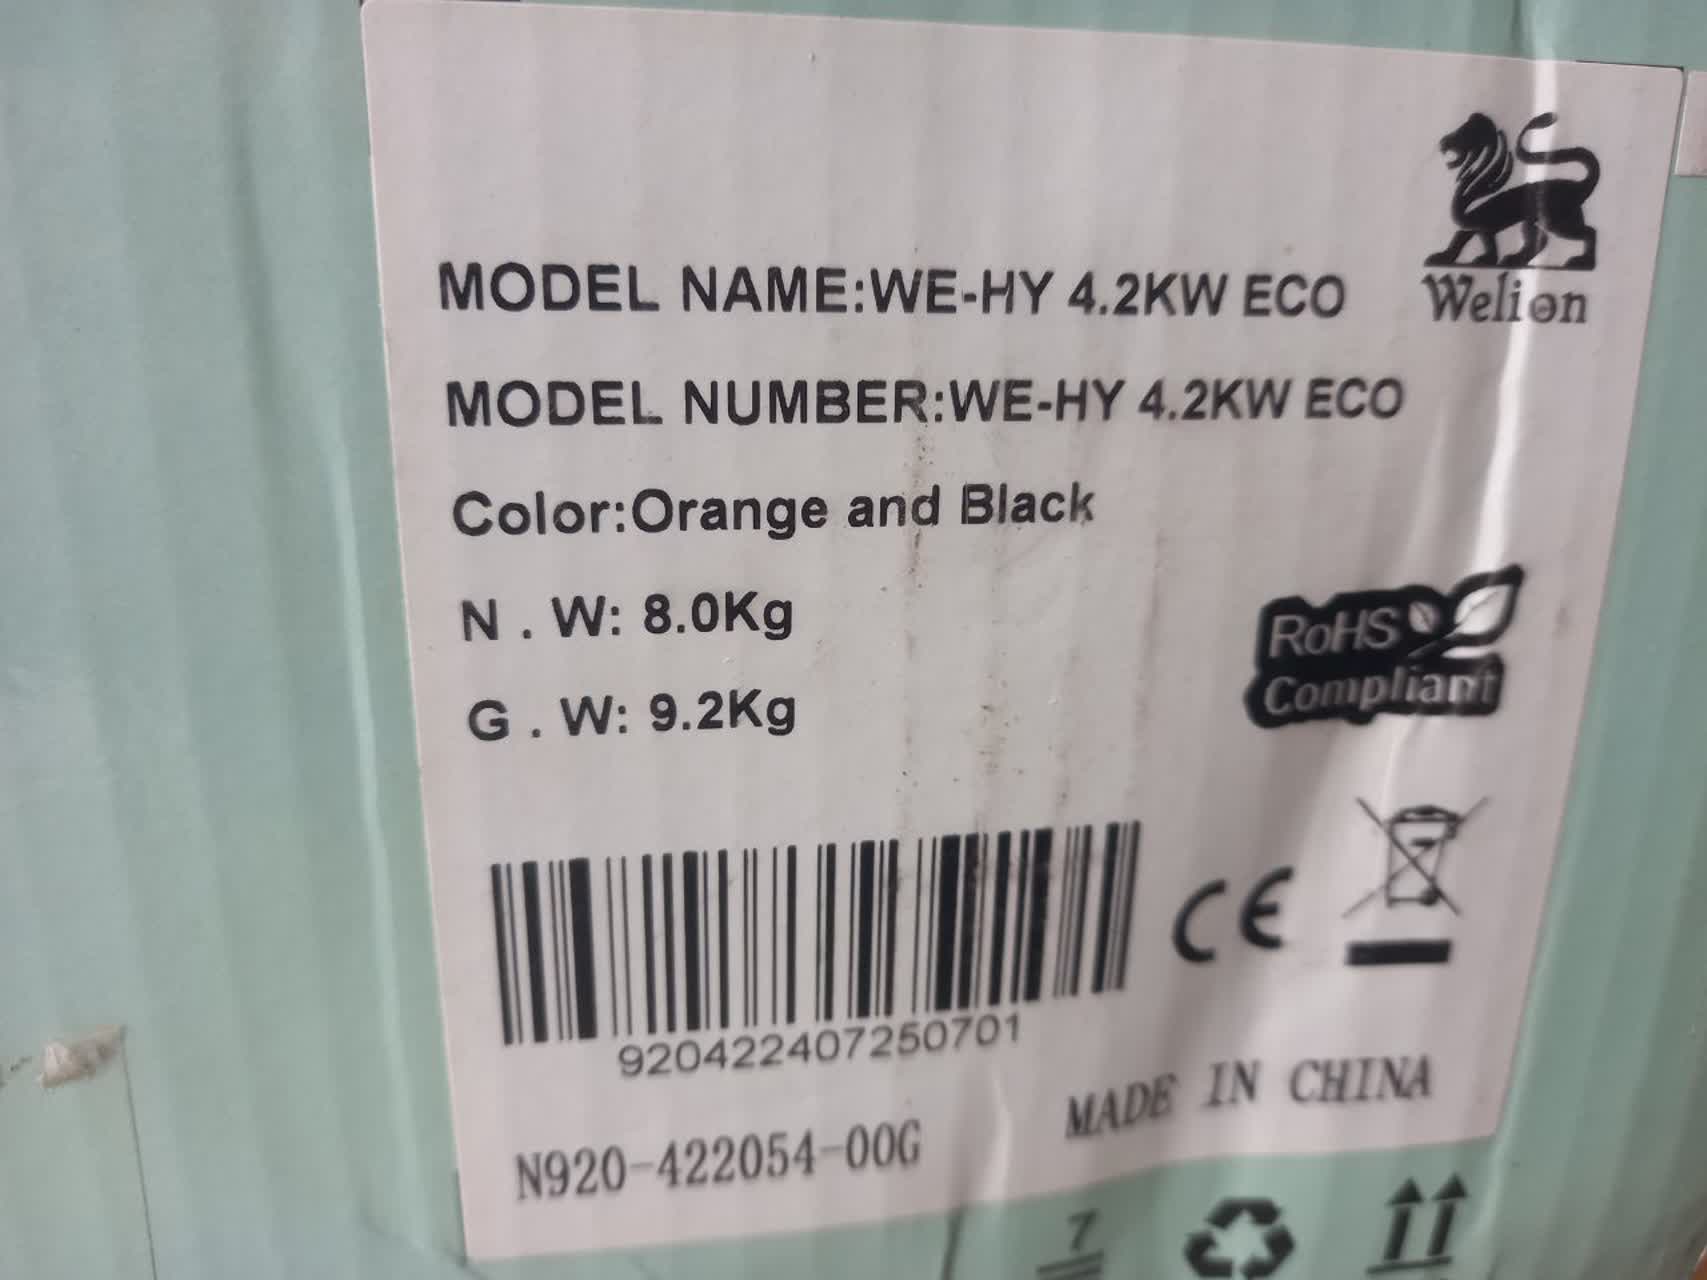 Welion
MODEL NAME:WE-HY 4.2KW ECO
MODEL NUMBER:WE-HY 4.2KW ECO
Color:Orange and Black
N . W: 8.0Kg
G . W: 9.2Kg
RoHS
Compliant
CE
920422407250701
MADE IN CHINA
N920-422054-00G
7